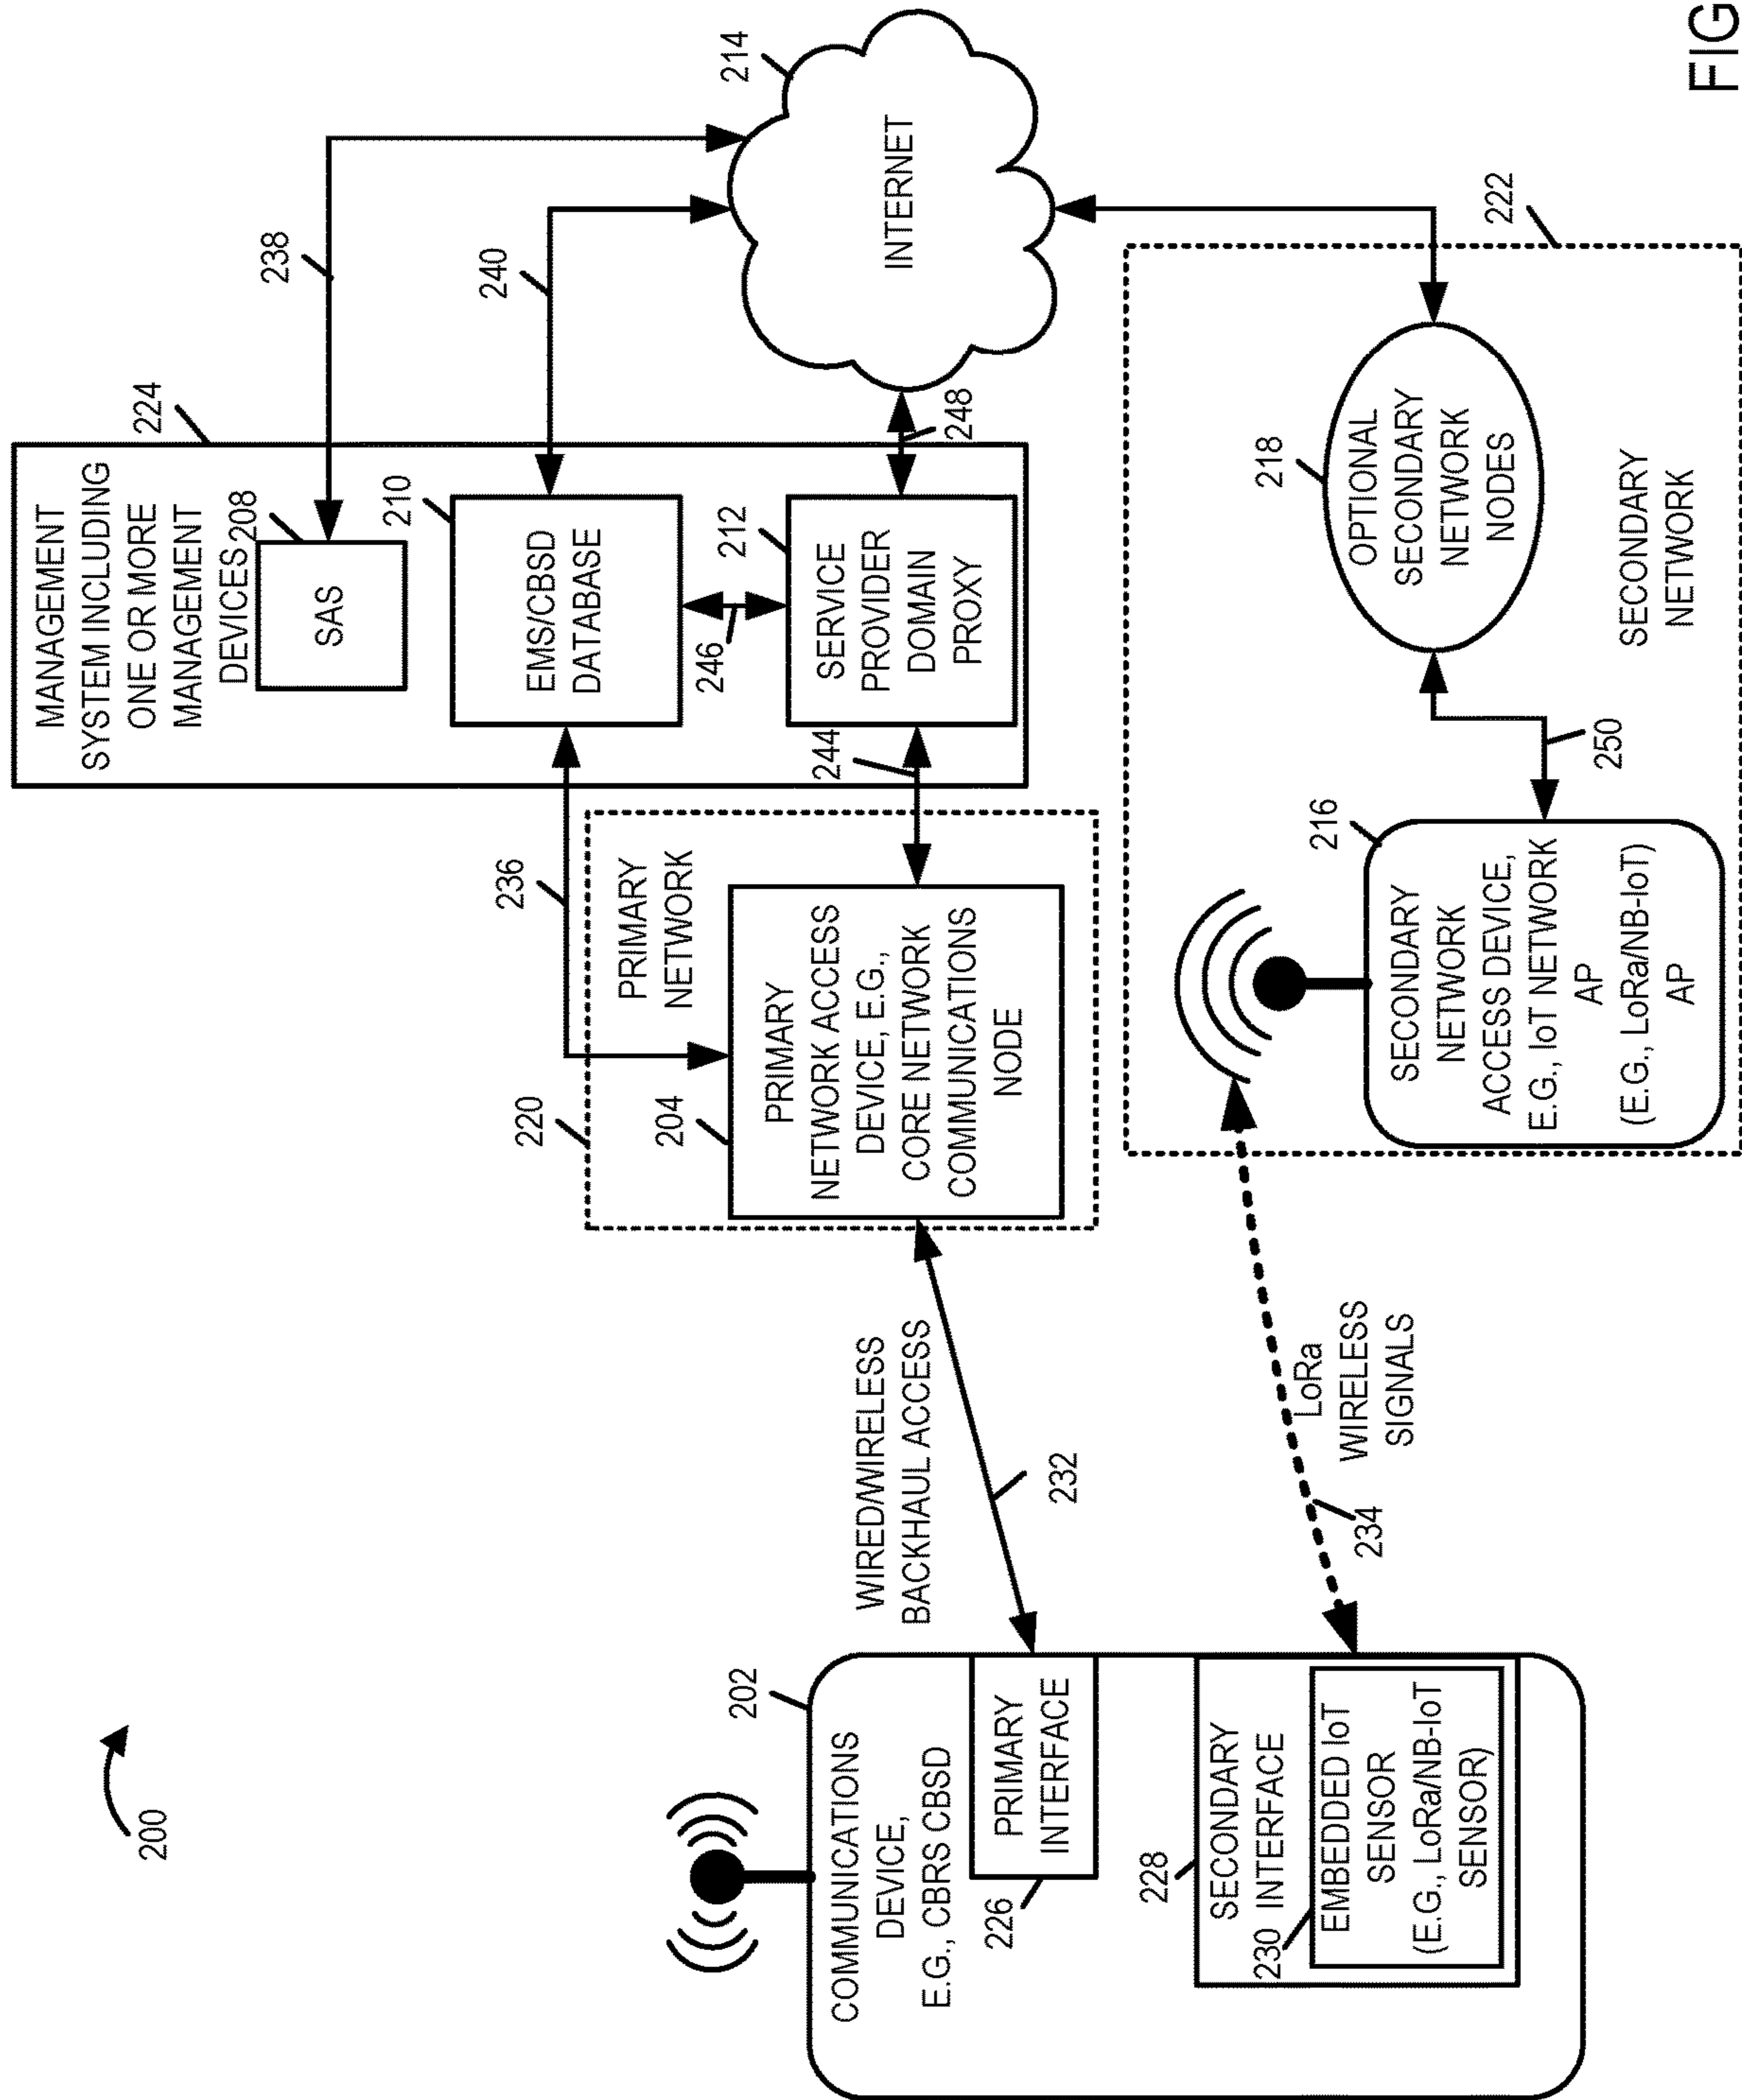 200
202
COMMUNICATIONS
DEVICE,
E.G., CBRS CBSD
PRIMARY
INTERFACE
226
228
SECONDARY
INTERFACE
230
EMBEDDED IoT
SENSOR
(E.G., LoRa/NB-IoT
SENSOR)
WIRED/WIRELESS
BACKHAUL ACCESS
232
LoRa
WIRELESS
SIGNALS
234
220
PRIMARY
NETWORK
204
PRIMARY
NETWORK ACCESS
DEVICE, E.G.,
CORE NETWORK
COMMUNICATIONS
NODE
236
244
224
MANAGEMENT
SYSTEM INCLUDING
ONE OR MORE
MANAGEMENT
DEVICES
208
SAS
210
EMS/CBSD
DATABASE
246
212
SERVICE
PROVIDER
DOMAIN
PROXY
238
240
248
214
INTERNET
222
216
SECONDARY
NETWORK
ACCESS DEVICE,
E.G., IoT NETWORK
AP
(E.G., LoRa/NB-IoT)
AP
250
218
OPTIONAL
SECONDARY
NETWORK
NODES
SECONDARY
NETWORK
FIG